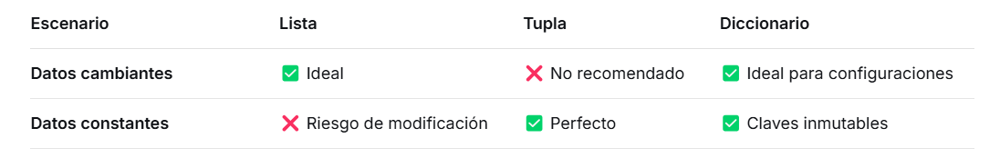 Escenario Lista Tupla Diccionario
Datos cambiantes ✅ Ideal ❌ No recomendado ✅ Ideal para configuraciones
Datos constantes ❌ Riesgo de modificación ✅ Perfecto ✅ Claves inmutables